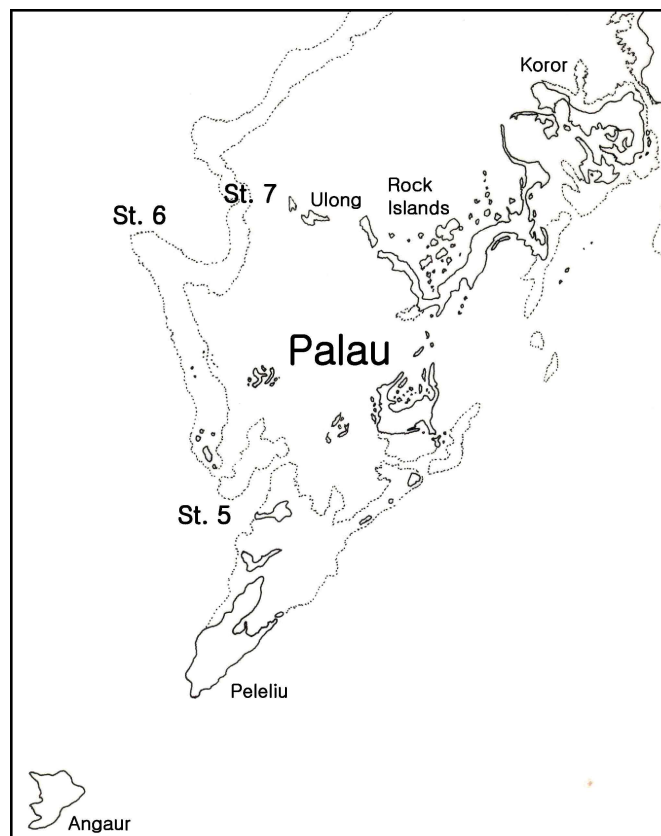 Koror
St. 7
Ulong
Rock
Islands
St. 6
Palau
St. 5
Peleliu
Angaur